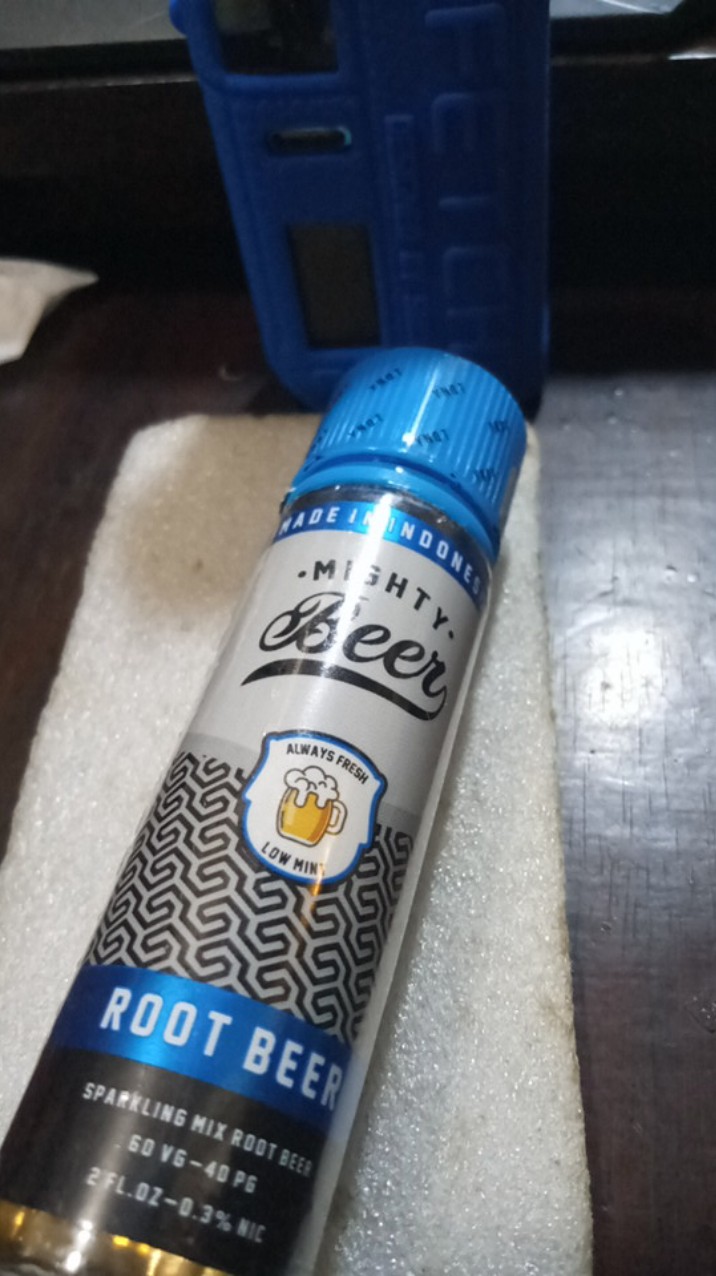 FETCH
MADE IN INDONES
·MIGHTY·
Beer
ALWAYS FRESH
LOW MINT
ROOT BEER
SPARKLING MIX ROOT BEER
60 VG-40 PG
2 FL.OZ-0.3% NIC